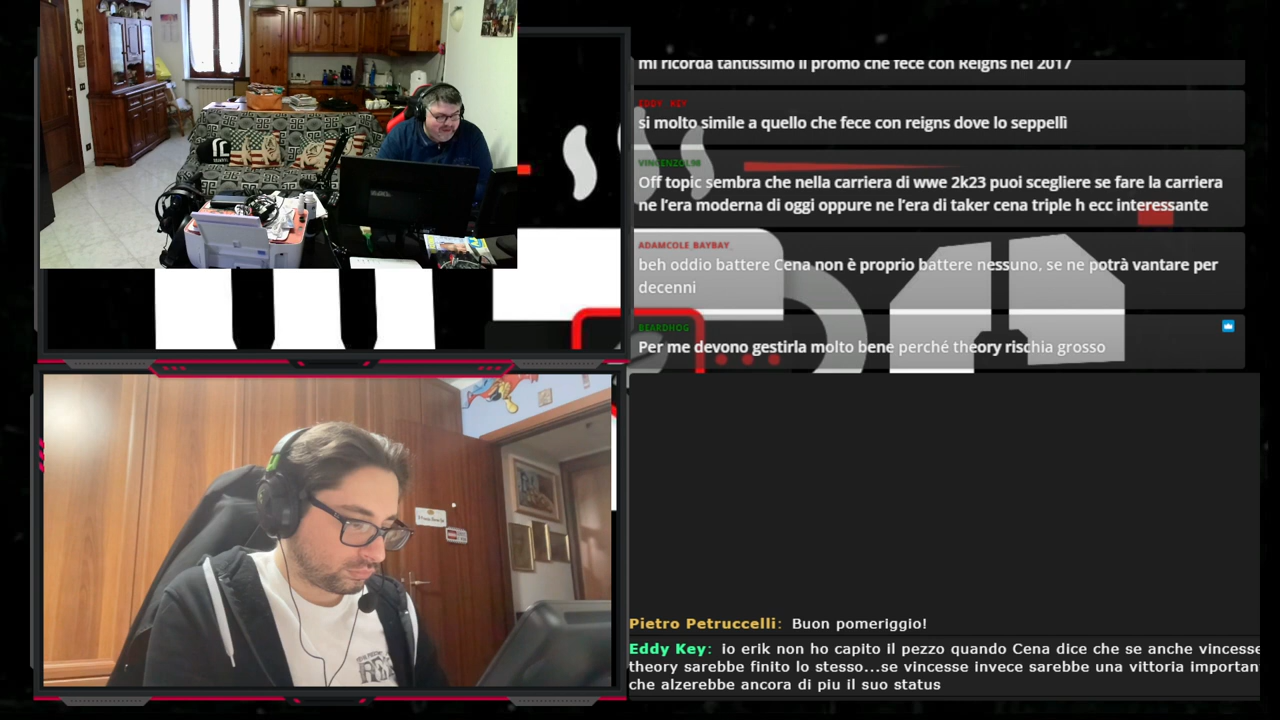 mi ricorda tantissimo il promo che fece con Reigns nel 2017
EDDY_KEY
si molto simile a quello che fece con reigns dove lo seppellì
VINCENZOL98
Off topic sembra che nella carriera di wwe 2k23 puoi scegliere se fare la carriera
ne l'era moderna di oggi oppure ne l'era di taker cena triple h ecc interessante
ADAMCOLE_BAYBAY_
beh oddio battere Cena non è proprio battere nessuno, se ne potrà vantare per
decenni
BEARDHOG
Per me devono gestirla molto bene perché theory rischia grosso
Pietro Petruccelli: Buon pomeriggio!
Eddy Key: io erik non ho capito il pezzo quando Cena dice che se anche vincesse
theory sarebbe finito lo stesso...se vincesse invece sarebbe una vittoria importan
che alzerebbe ancora di piu il suo status